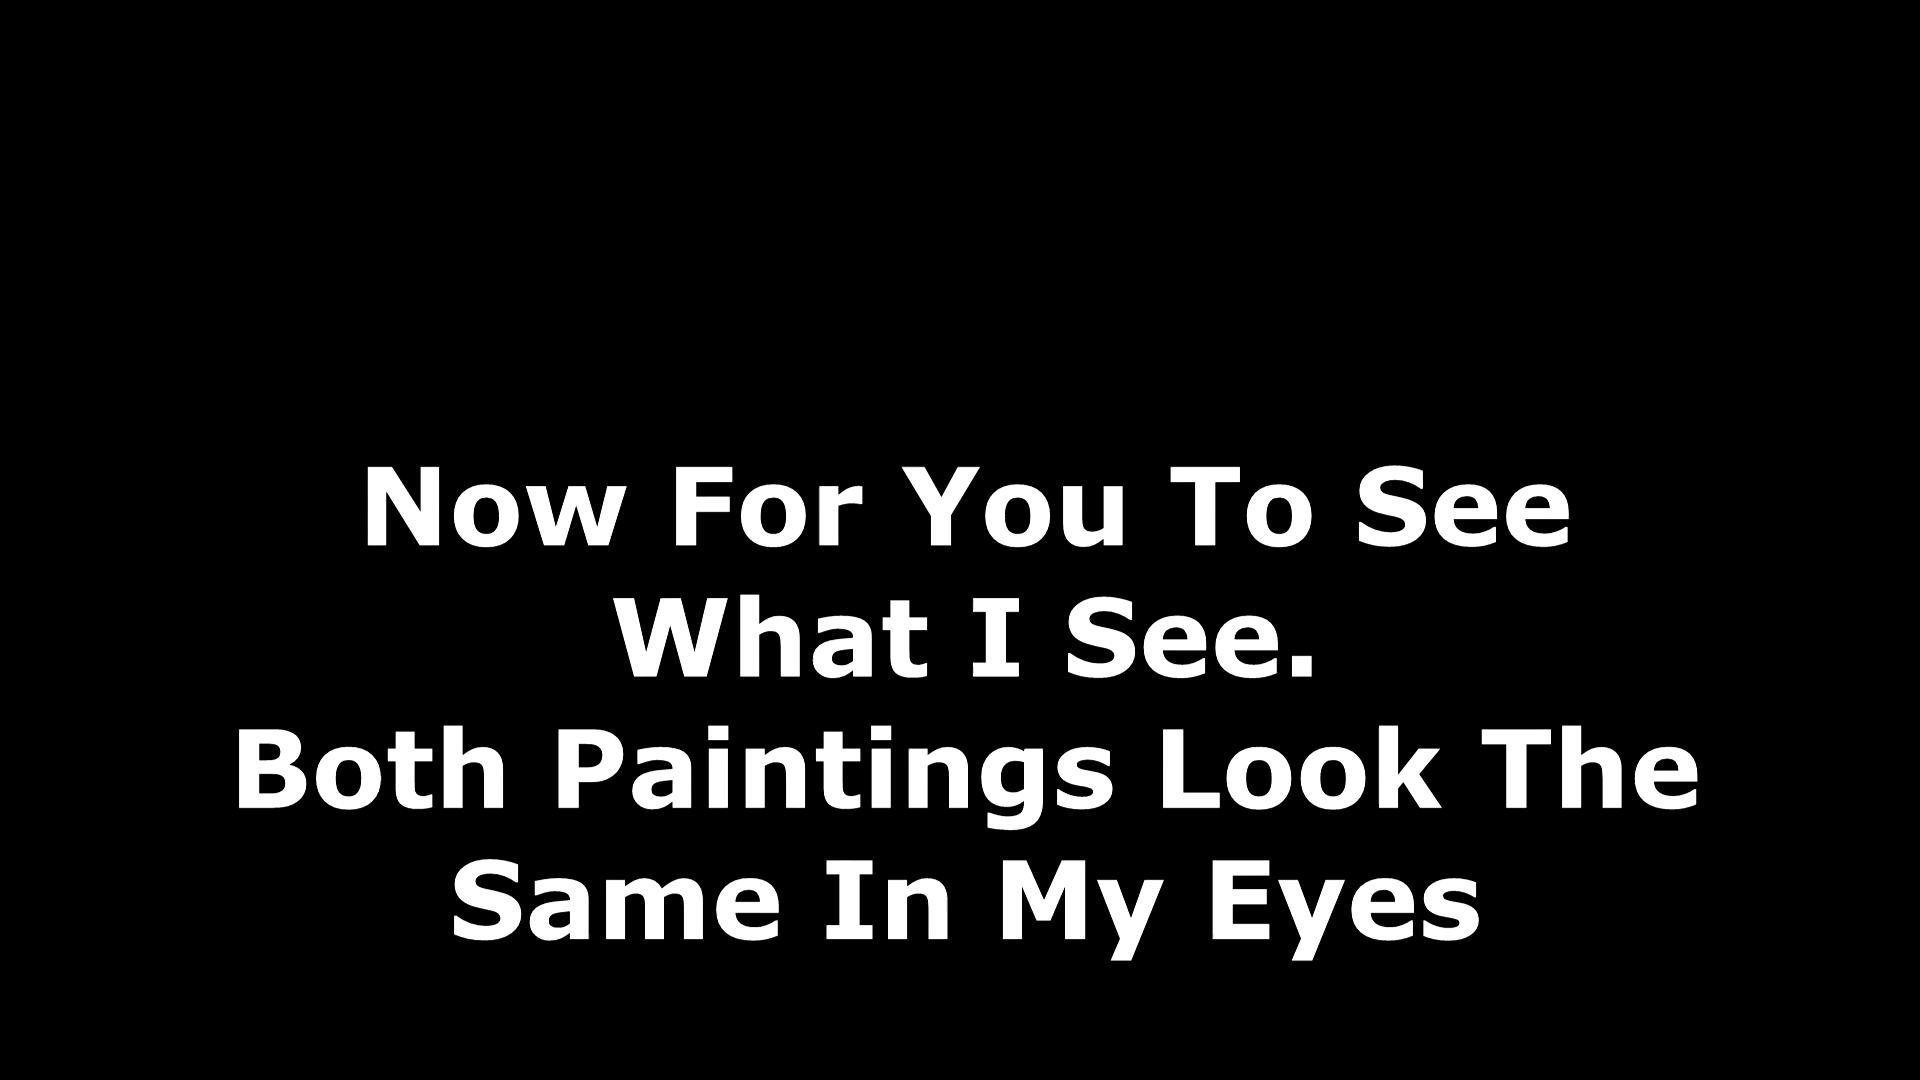 Now For You To See
What I See.
Both Paintings Look The
Same In My Eyes